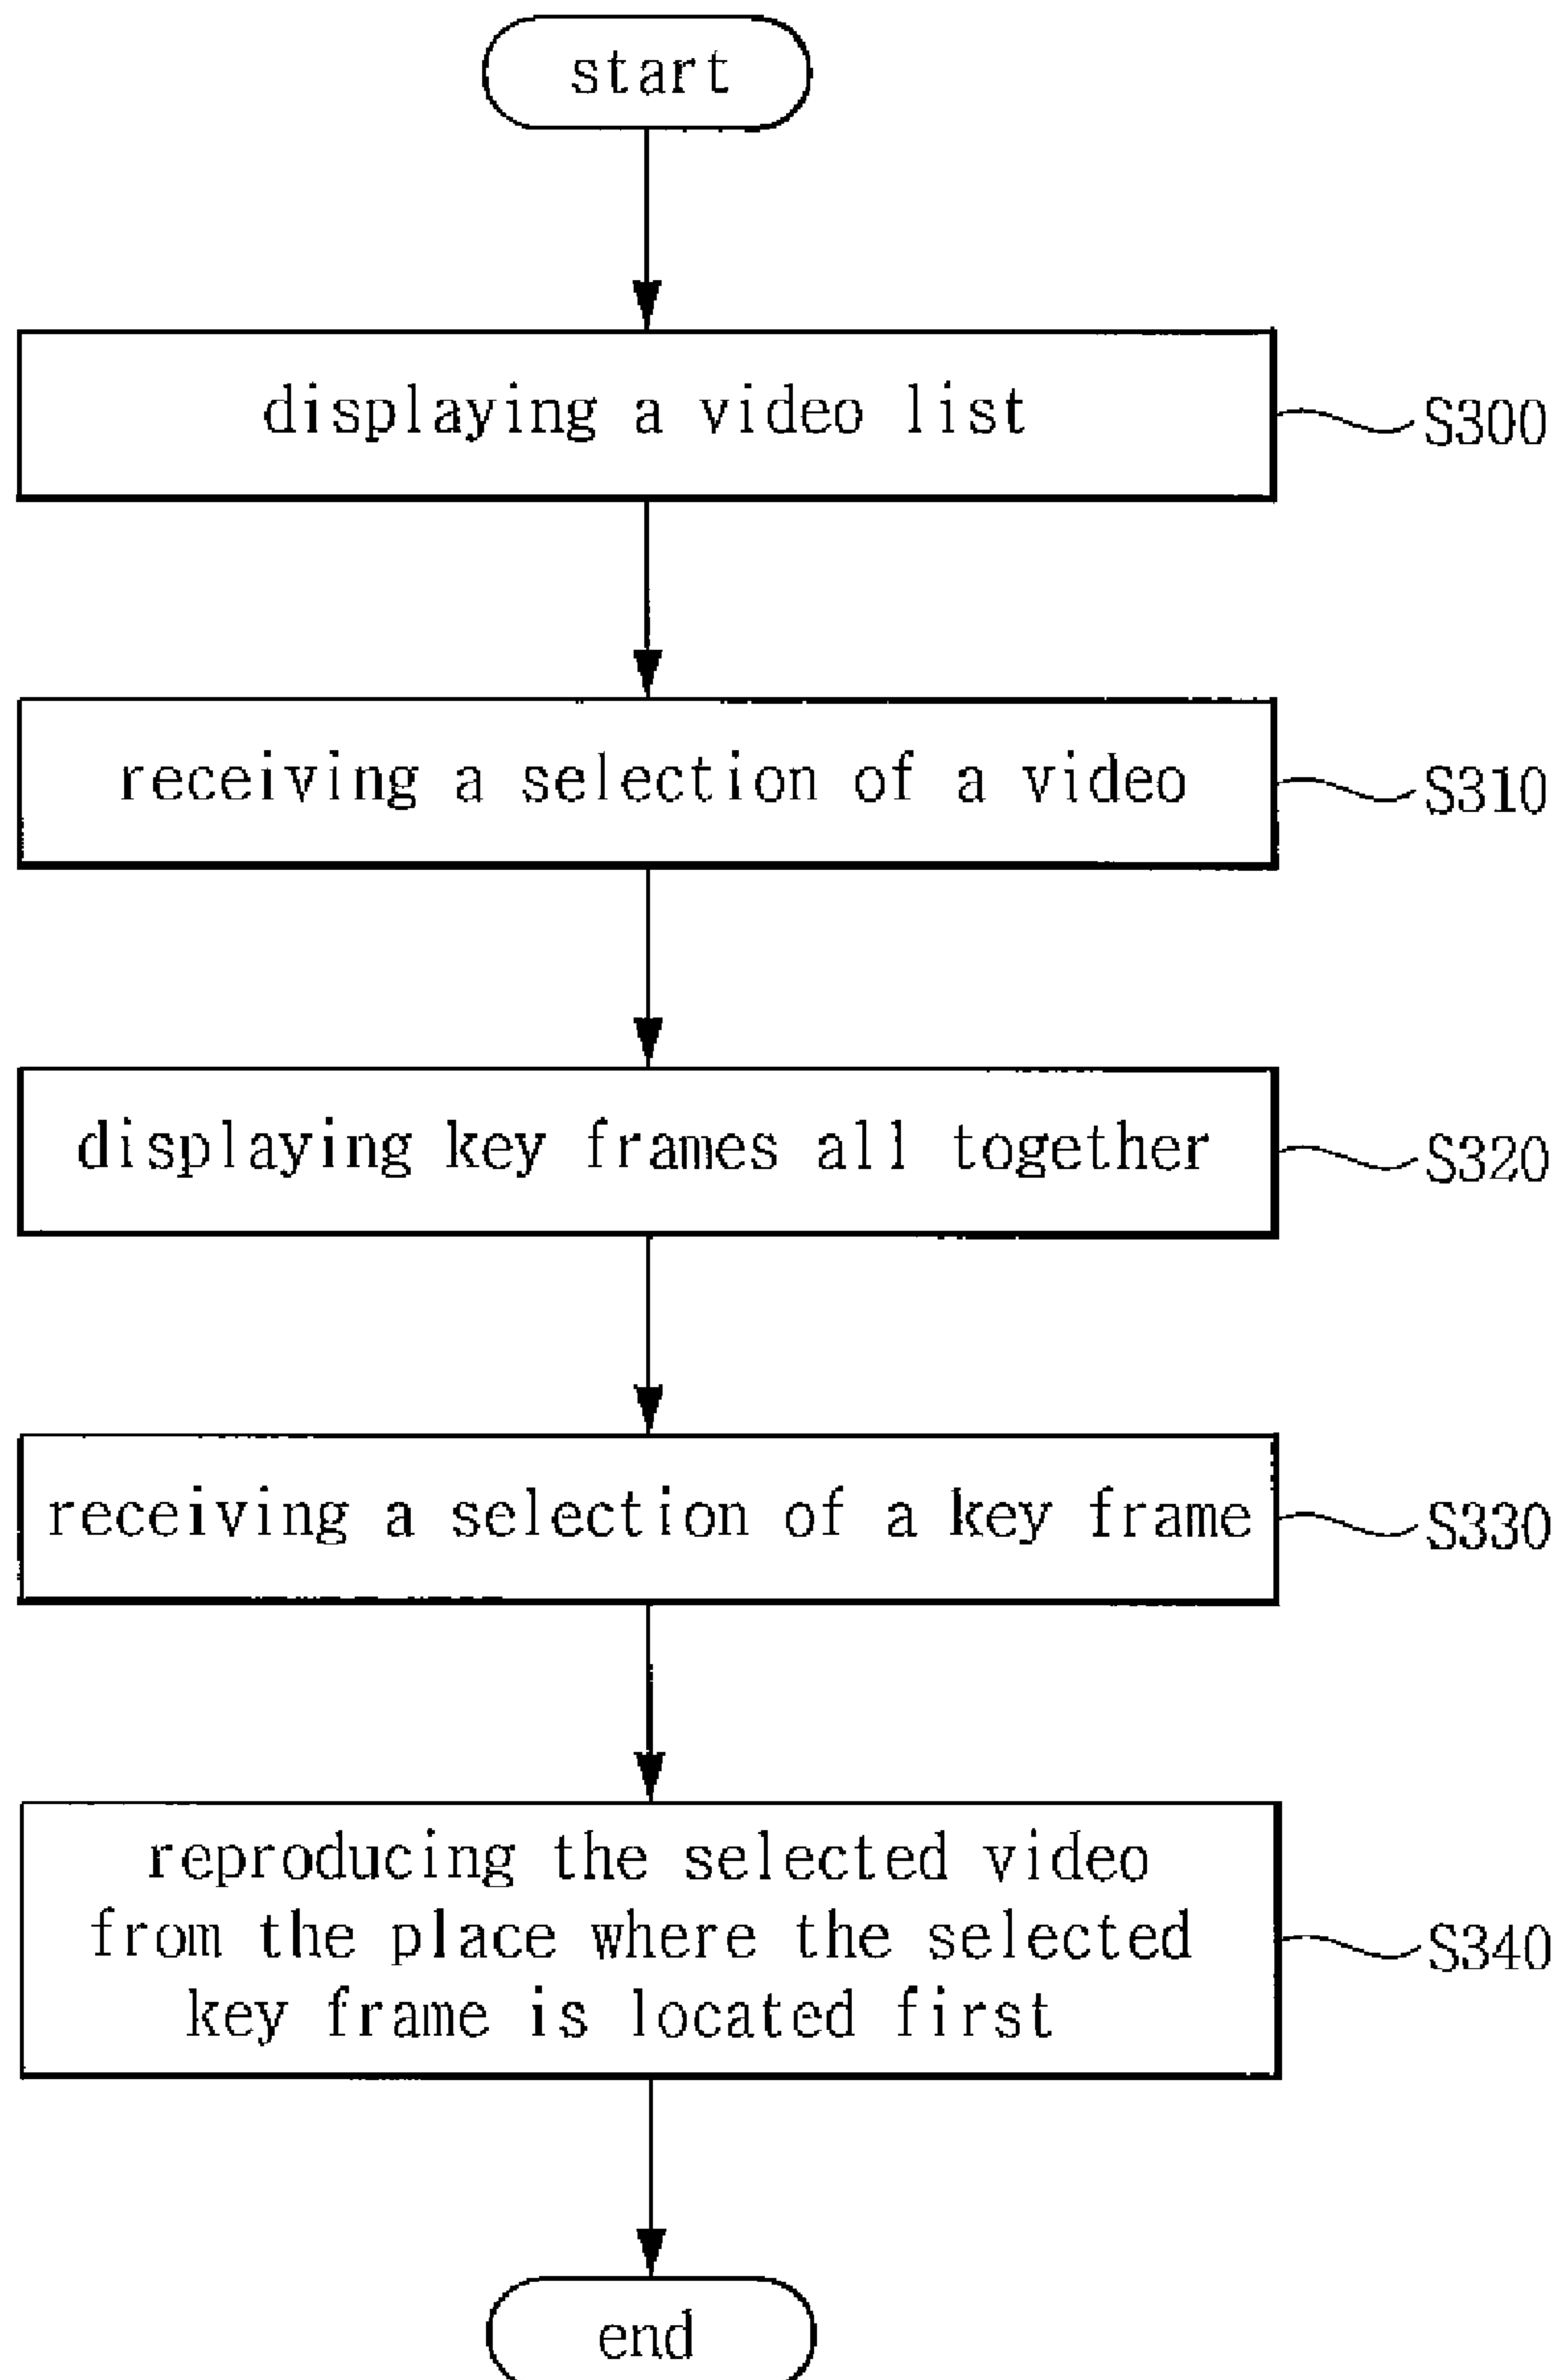 start
displaying a video list
S300
receiving a selection of a video
S310
displaying key frames all together
S320
receiving a selection of a key frame
S330
reproducing the selected video
from the place where the selected
key frame is located first
S340
end